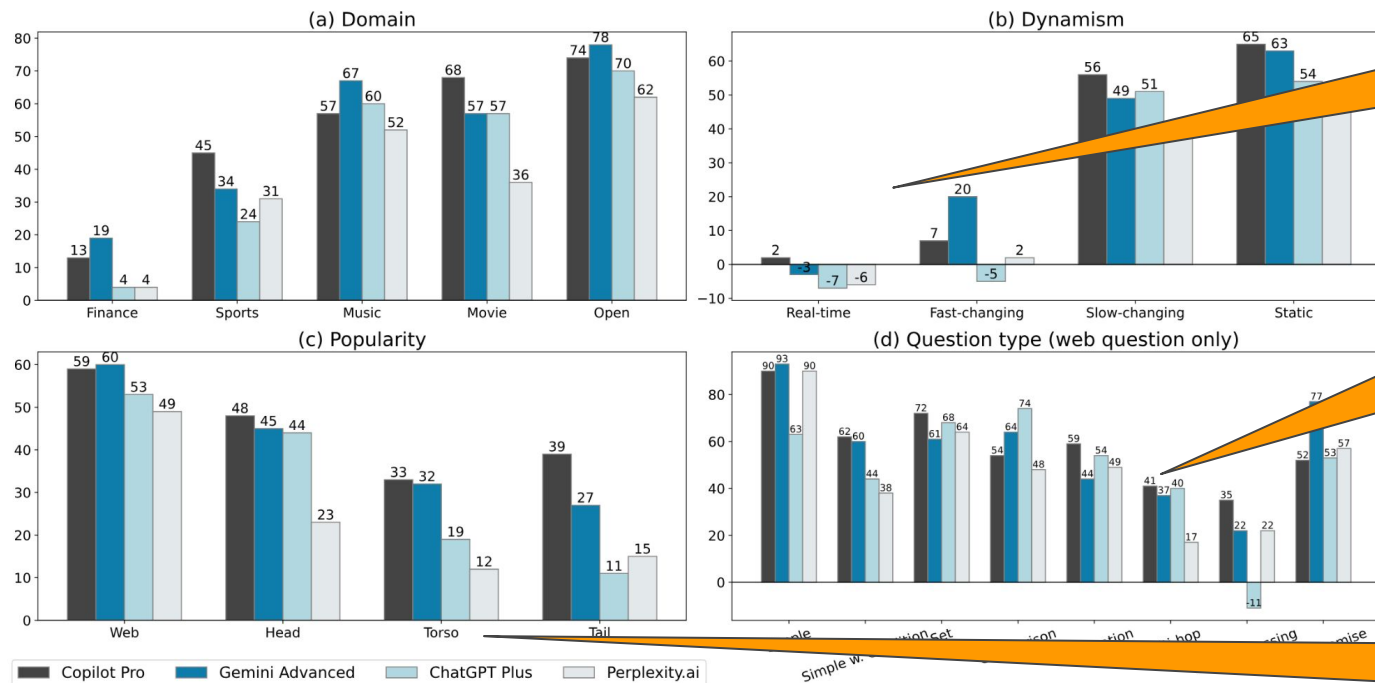 (a) Domain
80
70
60
50
40
30
20
10
0
13 19 4 4
45 34 24 31
57 67 60 52
68 57 57 36
74 78 70 62
Finance Sports Music Movie Open
(b) Dynamism
60
50
40
30
20
10
0
−10
2 -3 -7 -6
7 20 -5 2
56 49 51
65 63 54
Real-time Fast-changing Slow-changing Static
(c) Popularity
60
50
40
30
20
10
0
59 60 53 49
48 45 44 23
33 32 19 12
39 27 11 15
Web Head Torso Tail
(d) Question type (web question only)
80
60
40
20
0
90 93 63 90
62 60 44 38
72 61 68 64
54 64 74 48
59 44 54 49
41 37 40 17
35 22 -11 22
52 77 53 57
Simple w.
Set
Copilot Pro Gemini Advanced ChatGPT Plus Perplexity.ai